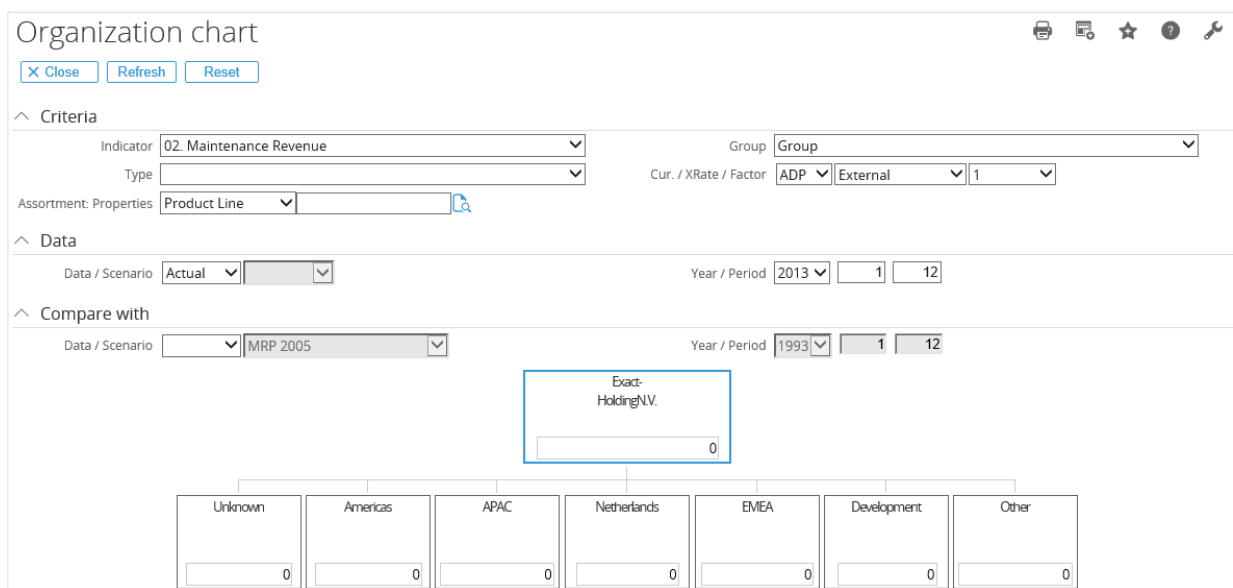 Organization chart
Close Refresh Reset
Criteria
Indicator 02. Maintenance Revenue Group Group
Type Cur. / XRate / Factor ADP External 1
Assortment: Properties Product Line
Data
Data / Scenario Actual Year / Period 2013 1 12
Compare with
Data / Scenario MRP 2005 Year / Period 1993 1 12
Exact-
HoldingN.V.
0
Unknown Americas APAC Netherlands EMEA Development Other
0 0 0 0 0 0 0